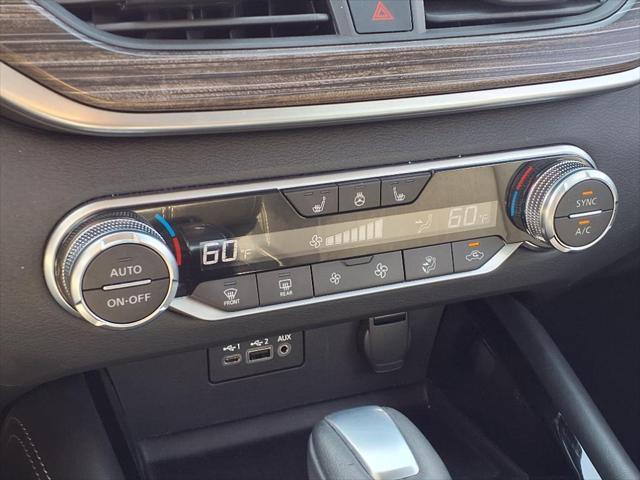 SYNC
A/C
60°F
60°F
AUTO
ON-OFF
FRONT
REAR
1
2
AUX